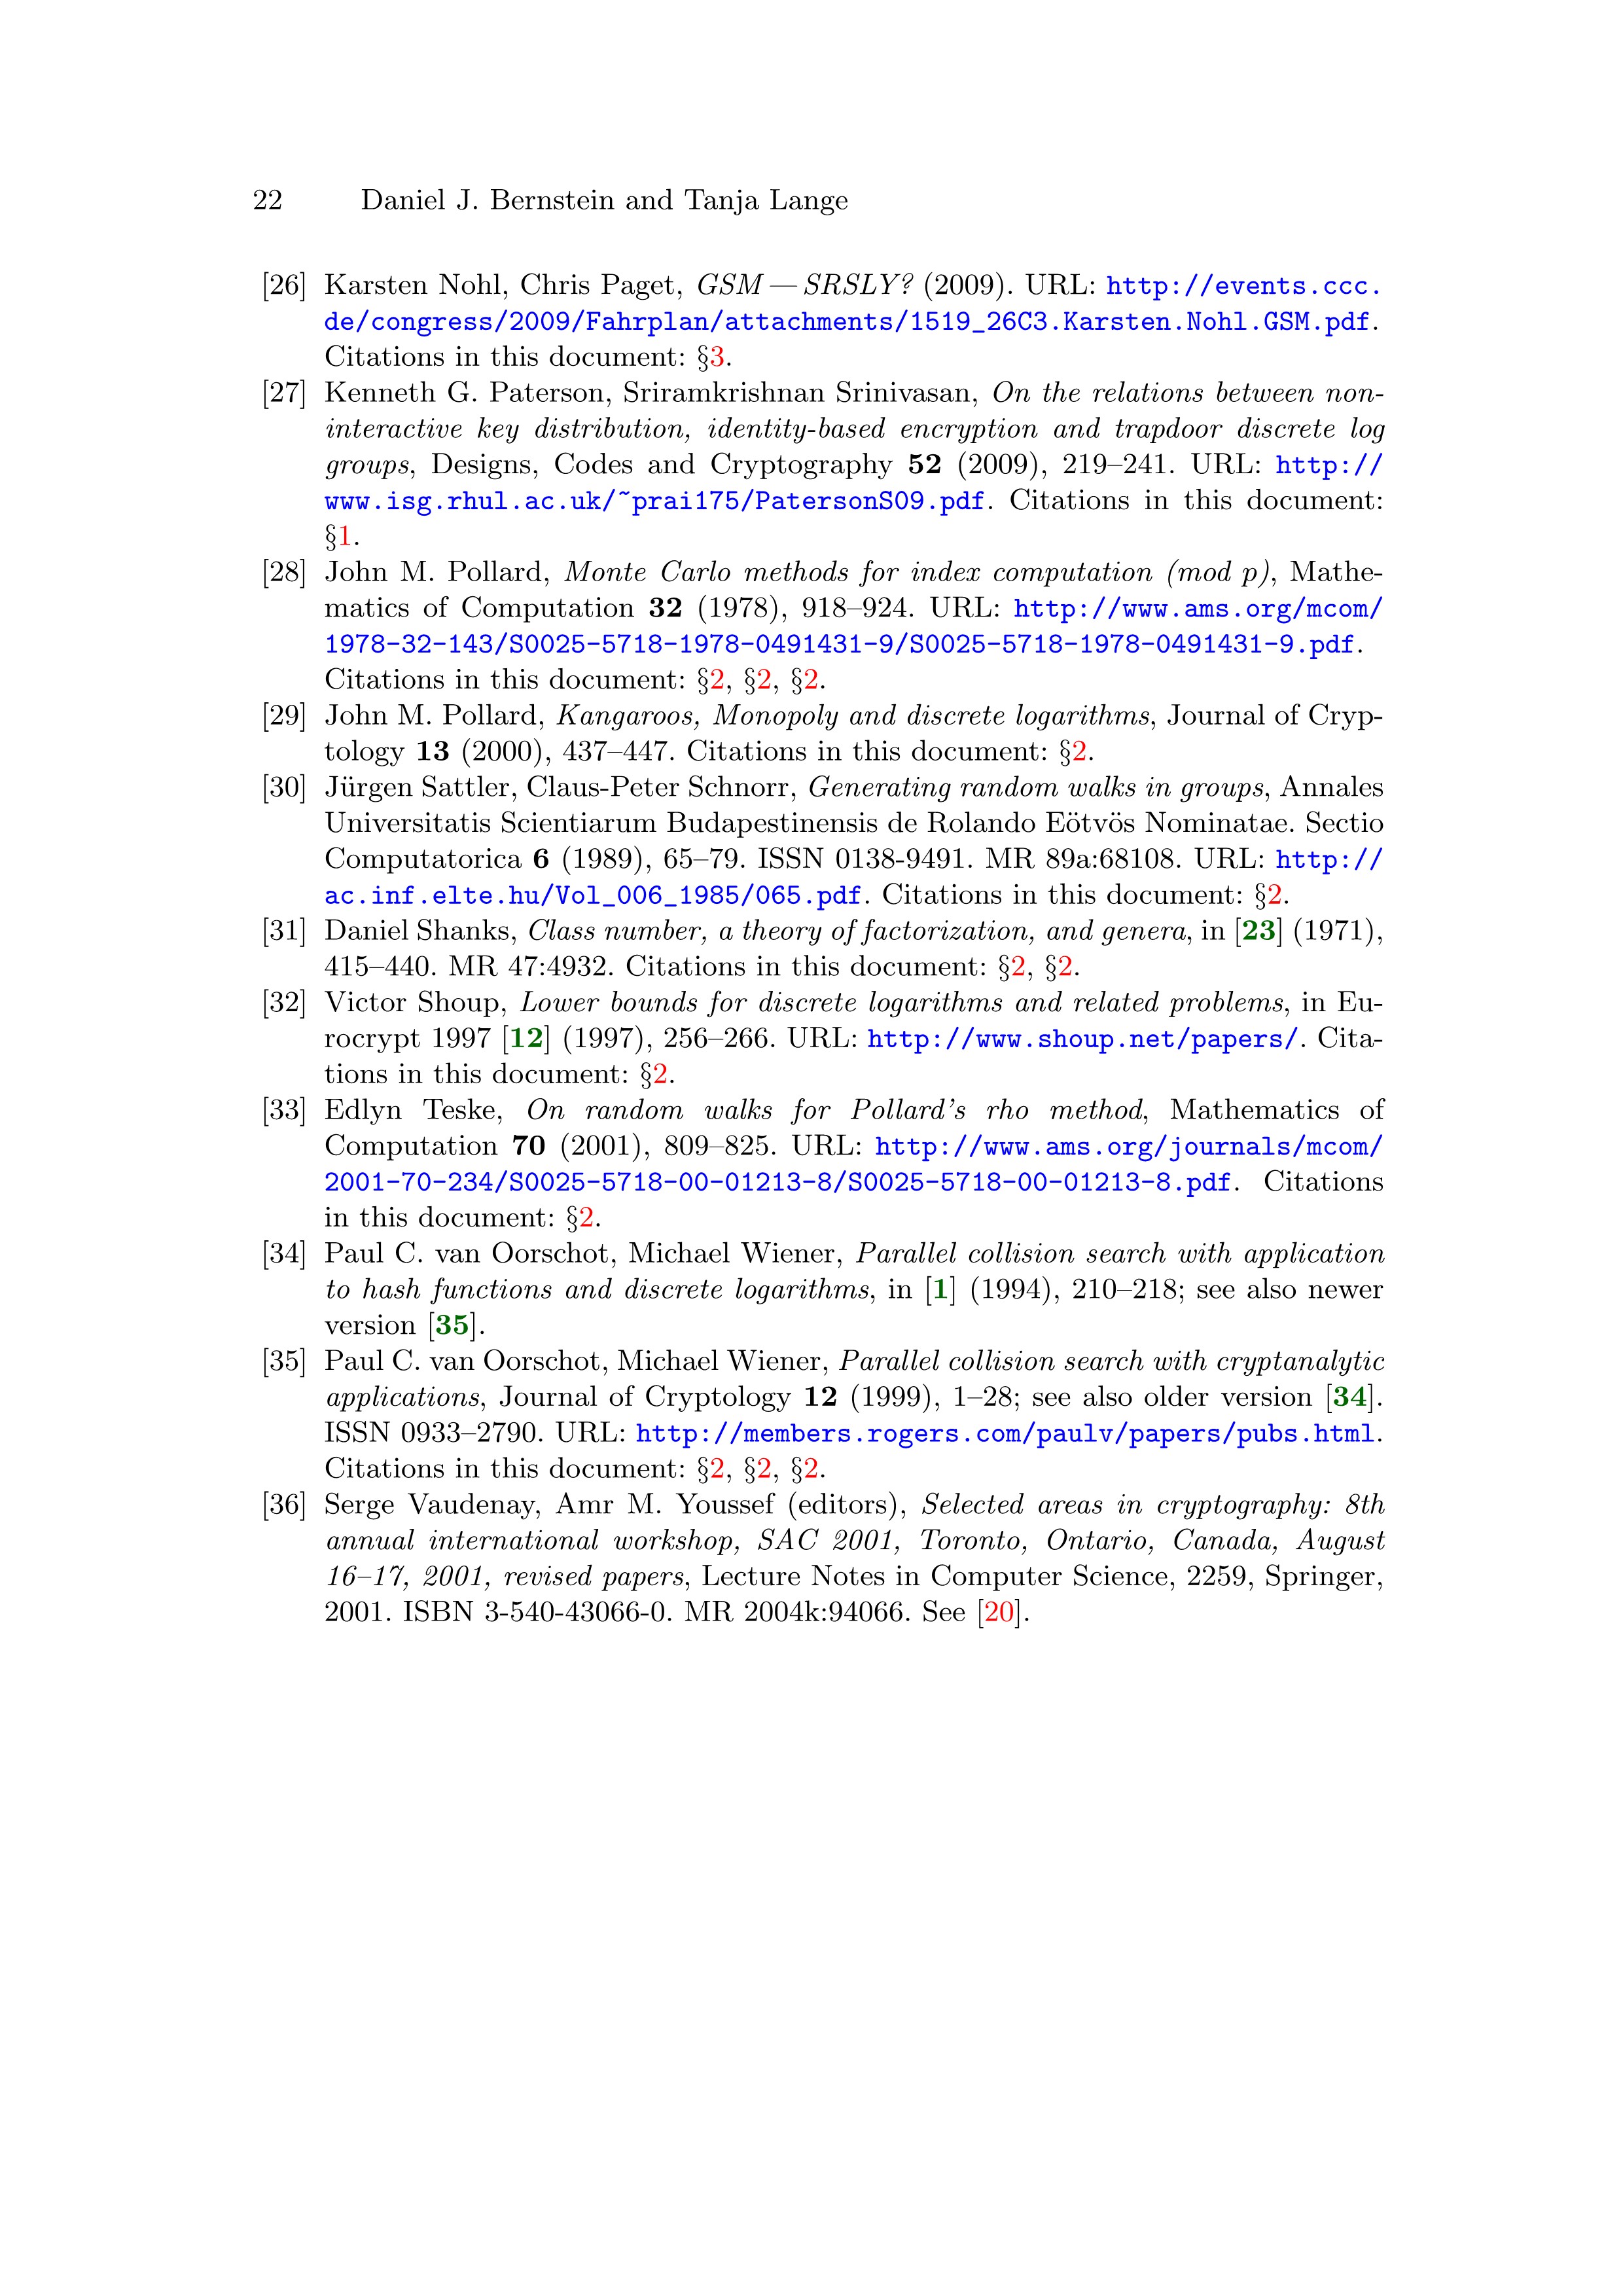 22 Daniel J. Bernstein and Tanja Lange
[26] Karsten Nohl, Chris Paget, GSM — SRSLY? (2009). URL: http://events.ccc.
de/congress/2009/Fahrplan/attachments/1519_26C3.Karsten.Nohl.GSM.pdf.
Citations in this document: §3.
[27] Kenneth G. Paterson, Sriramkrishnan Srinivasan, On the relations between non-
interactive key distribution, identity-based encryption and trapdoor discrete log
groups, Designs, Codes and Cryptography 52 (2009), 219–241. URL: http://
www.isg.rhul.ac.uk/~prai175/PatersonS09.pdf. Citations in this document:
§1.
[28] John M. Pollard, Monte Carlo methods for index computation (mod p), Mathe-
matics of Computation 32 (1978), 918–924. URL: http://www.ams.org/mcom/
1978-32-143/S0025-5718-1978-0491431-9/S0025-5718-1978-0491431-9.pdf.
Citations in this document: §2, §2, §2.
[29] John M. Pollard, Kangaroos, Monopoly and discrete logarithms, Journal of Cryp-
tology 13 (2000), 437–447. Citations in this document: §2.
[30] Jürgen Sattler, Claus-Peter Schnorr, Generating random walks in groups, Annales
Universitatis Scientiarum Budapestinensis de Rolando Eötvös Nominatae. Sectio
Computatorica 6 (1989), 65–79. ISSN 0138-9491. MR 89a:68108. URL: http://
ac.inf.elte.hu/Vol_006_1985/065.pdf. Citations in this document: §2.
[31] Daniel Shanks, Class number, a theory of factorization, and genera, in [23] (1971),
415–440. MR 47:4932. Citations in this document: §2, §2.
[32] Victor Shoup, Lower bounds for discrete logarithms and related problems, in Eu-
rocrypt 1997 [12] (1997), 256–266. URL: http://www.shoup.net/papers/. Cita-
tions in this document: §2.
[33] Edlyn Teske, On random walks for Pollard's rho method, Mathematics of
Computation 70 (2001), 809–825. URL: http://www.ams.org/journals/mcom/
2001-70-234/S0025-5718-00-01213-8/S0025-5718-00-01213-8.pdf. Citations
in this document: §2.
[34] Paul C. van Oorschot, Michael Wiener, Parallel collision search with application
to hash functions and discrete logarithms, in [1] (1994), 210–218; see also newer
version [35].
[35] Paul C. van Oorschot, Michael Wiener, Parallel collision search with cryptanalytic
applications, Journal of Cryptology 12 (1999), 1–28; see also older version [34].
ISSN 0933–2790. URL: http://members.rogers.com/paulv/papers/pubs.html.
Citations in this document: §2, §2, §2.
[36] Serge Vaudenay, Amr M. Youssef (editors), Selected areas in cryptography: 8th
annual international workshop, SAC 2001, Toronto, Ontario, Canada, August
16–17, 2001, revised papers, Lecture Notes in Computer Science, 2259, Springer,
2001. ISBN 3-540-43066-0. MR 2004k:94066. See [20].